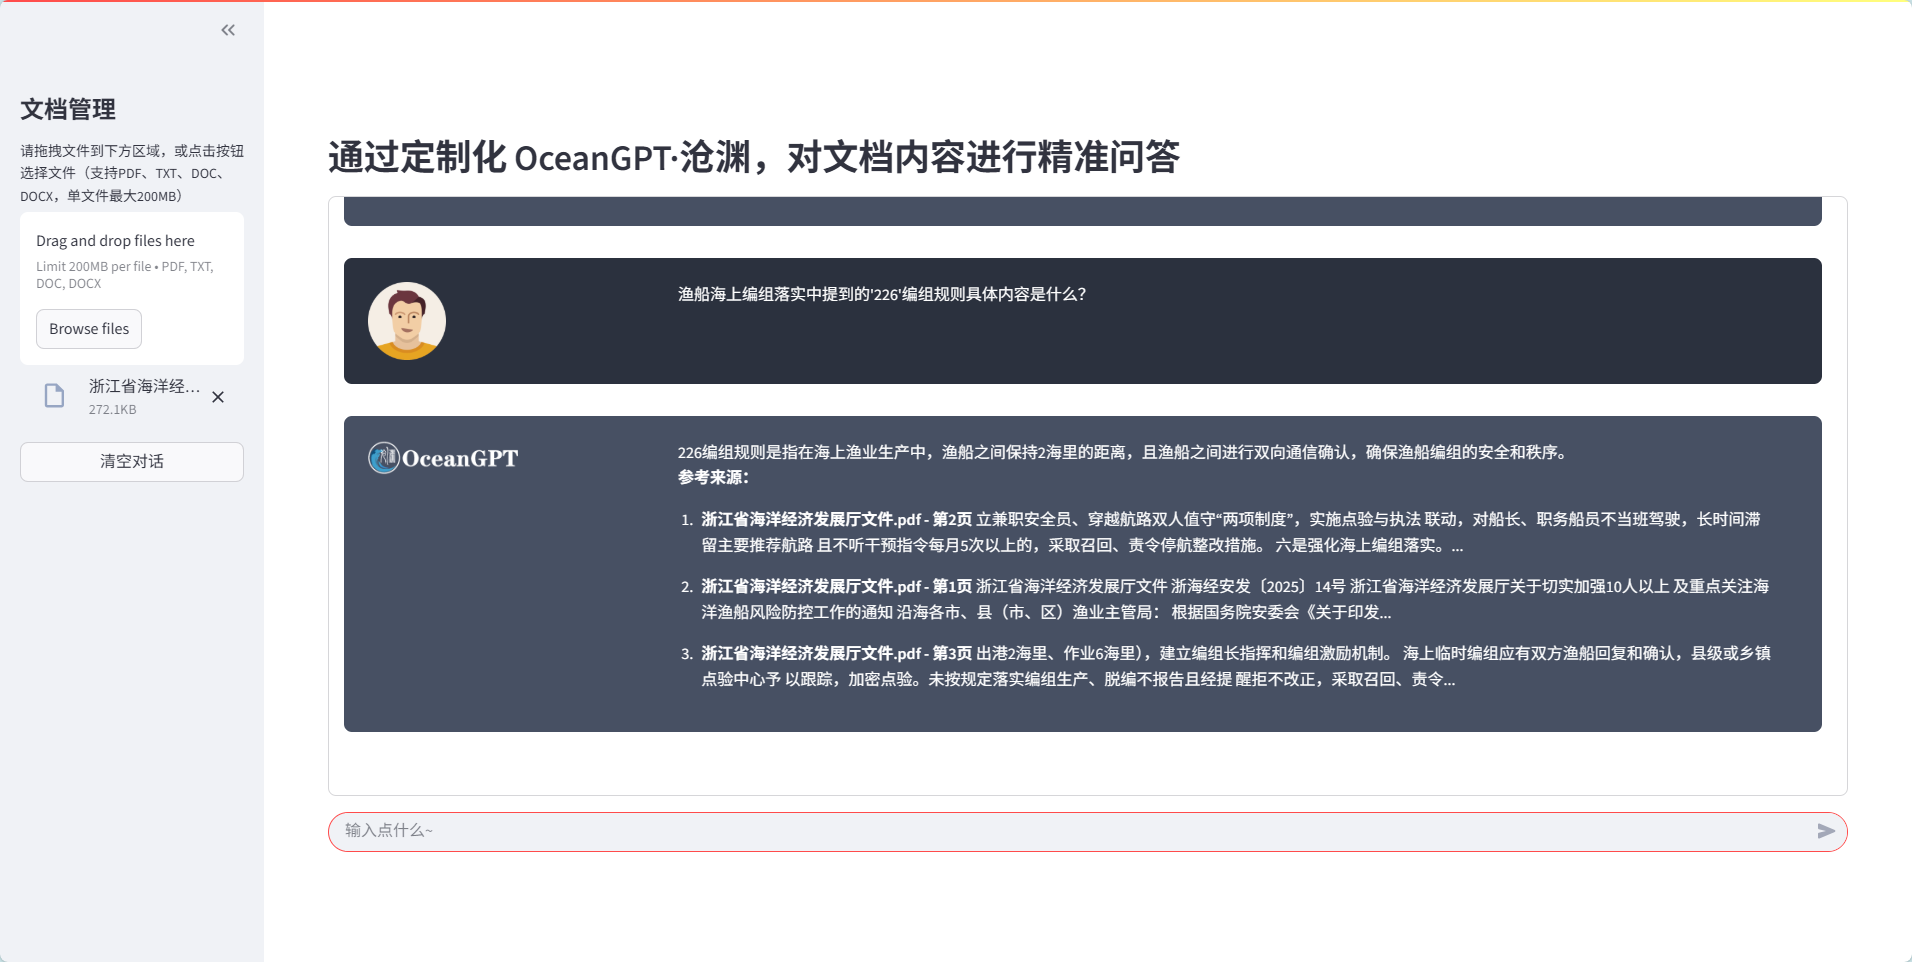 文档管理
请拖拽文件到下方区域，或点击按钮
选择文件（支持PDF、TXT、DOC、
DOCX，单文件最大200MB）
Drag and drop files here
Limit 200MB per file • PDF, TXT,
DOC, DOCX
Browse files
浙江省海洋经...
272.1KB
清空对话
通过定制化 OceanGPT·沧渊，对文档内容进行精准问答
渔船海上编组落实中提到的'226'编组规则具体内容是什么？
OceanGPT
226编组规则是指在海上渔业生产中，渔船之间保持2海里的距离，且渔船之间进行双向通信确认，确保渔船编组的安全和秩序。
参考来源：
1. 浙江省海洋经济发展厅文件.pdf - 第2页 立兼职安全员、穿越航路双人值守“两项制度”，实施点验与执法 联动，对船长、职务船员不当班驾驶，长时间滞
留主要推荐航路 且不听干预指令每月5次以上的，采取召回、责令停航整改措施。 六是强化海上编组落实。...
2. 浙江省海洋经济发展厅文件.pdf - 第1页 浙江省海洋经济发展厅文件 浙海经安发〔2025〕14号 浙江省海洋经济发展厅关于切实加强10人以上 及重点关注海
洋渔船风险防控工作的通知 沿海各市、县（市、区）渔业主管局： 根据国务院安委会《关于印发...
3. 浙江省海洋经济发展厅文件.pdf - 第3页 出港2海里、作业6海里），建立编组长指挥和编组激励机制。 海上临时编组应有双方渔船回复和确认，县级或乡镇
点验中心予 以跟踪，加密点验。未按规定落实编组生产、脱编不报告且经提 醒拒不改正，采取召回、责令...
输入点什么~